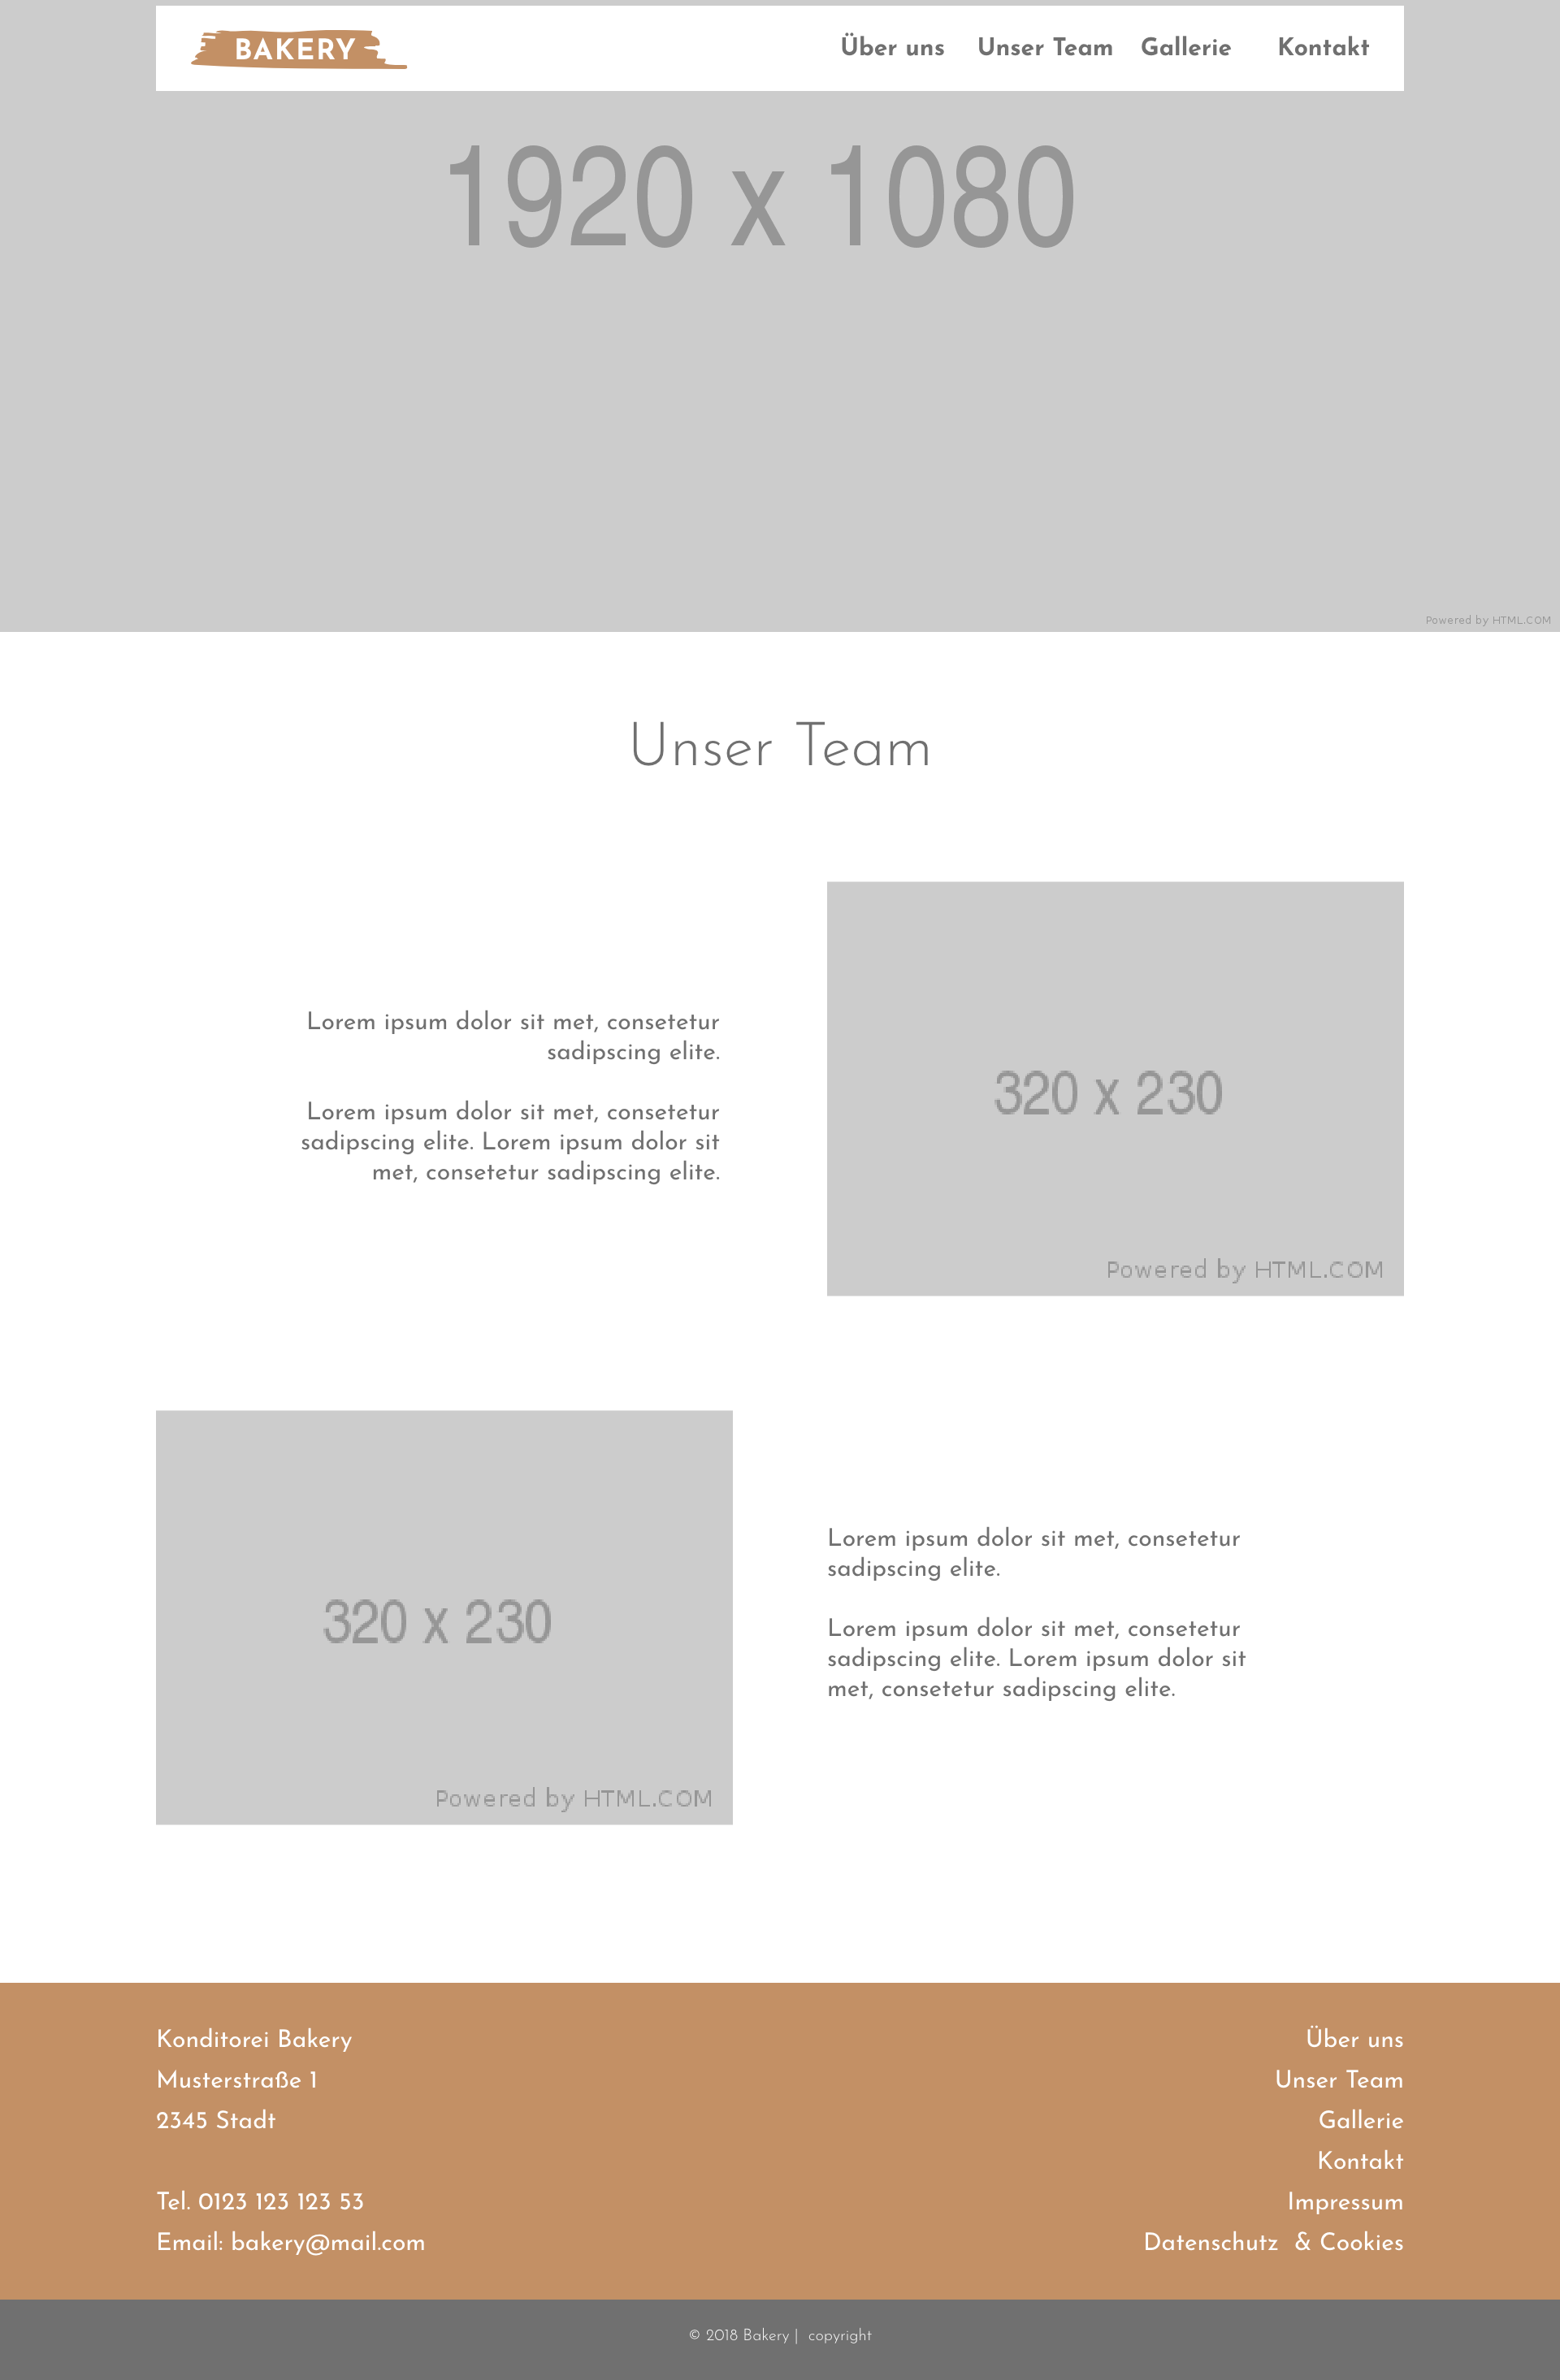 BAKERY
Über uns Unser Team Gallerie Kontakt
1920 x 1080
Powered by HTML.COM
Unser Team
Lorem ipsum dolor sit met, consetetur
sadipscing elite.
Lorem ipsum dolor sit met, consetetur
sadipscing elite. Lorem ipsum dolor sit
met, consetetur sadipscing elite.
320 x 230
Powered by HTML.COM
320 x 230
Powered by HTML.COM
Lorem ipsum dolor sit met, consetetur
sadipscing elite.
Lorem ipsum dolor sit met, consetetur
sadipscing elite. Lorem ipsum dolor sit
met, consetetur sadipscing elite.
Konditorei Bakery
Musterstraße 1
2345 Stadt
Tel. 0123 123 123 53
Email: bakery@mail.com
Über uns
Unser Team
Gallerie
Kontakt
Impressum
Datenschutz & Cookies
© 2018 Bakery | copyright